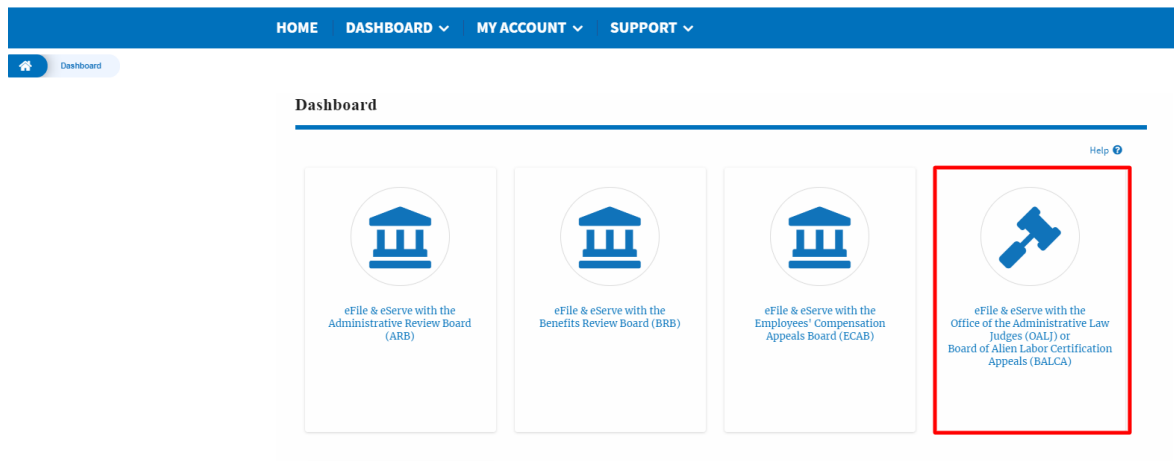 HOME DASHBOARD MY ACCOUNT SUPPORT
Dashboard
Dashboard
Help
eFile & eServe with the
Administrative Review Board
(ARB)
eFile & eServe with the
Benefits Review Board (BRB)
eFile & eServe with the
Employees' Compensation
Appeals Board (ECAB)
eFile & eServe with the
Office of the Administrative Law
Judges (OALJ) or
Board of Alien Labor Certification
Appeals (BALCA)